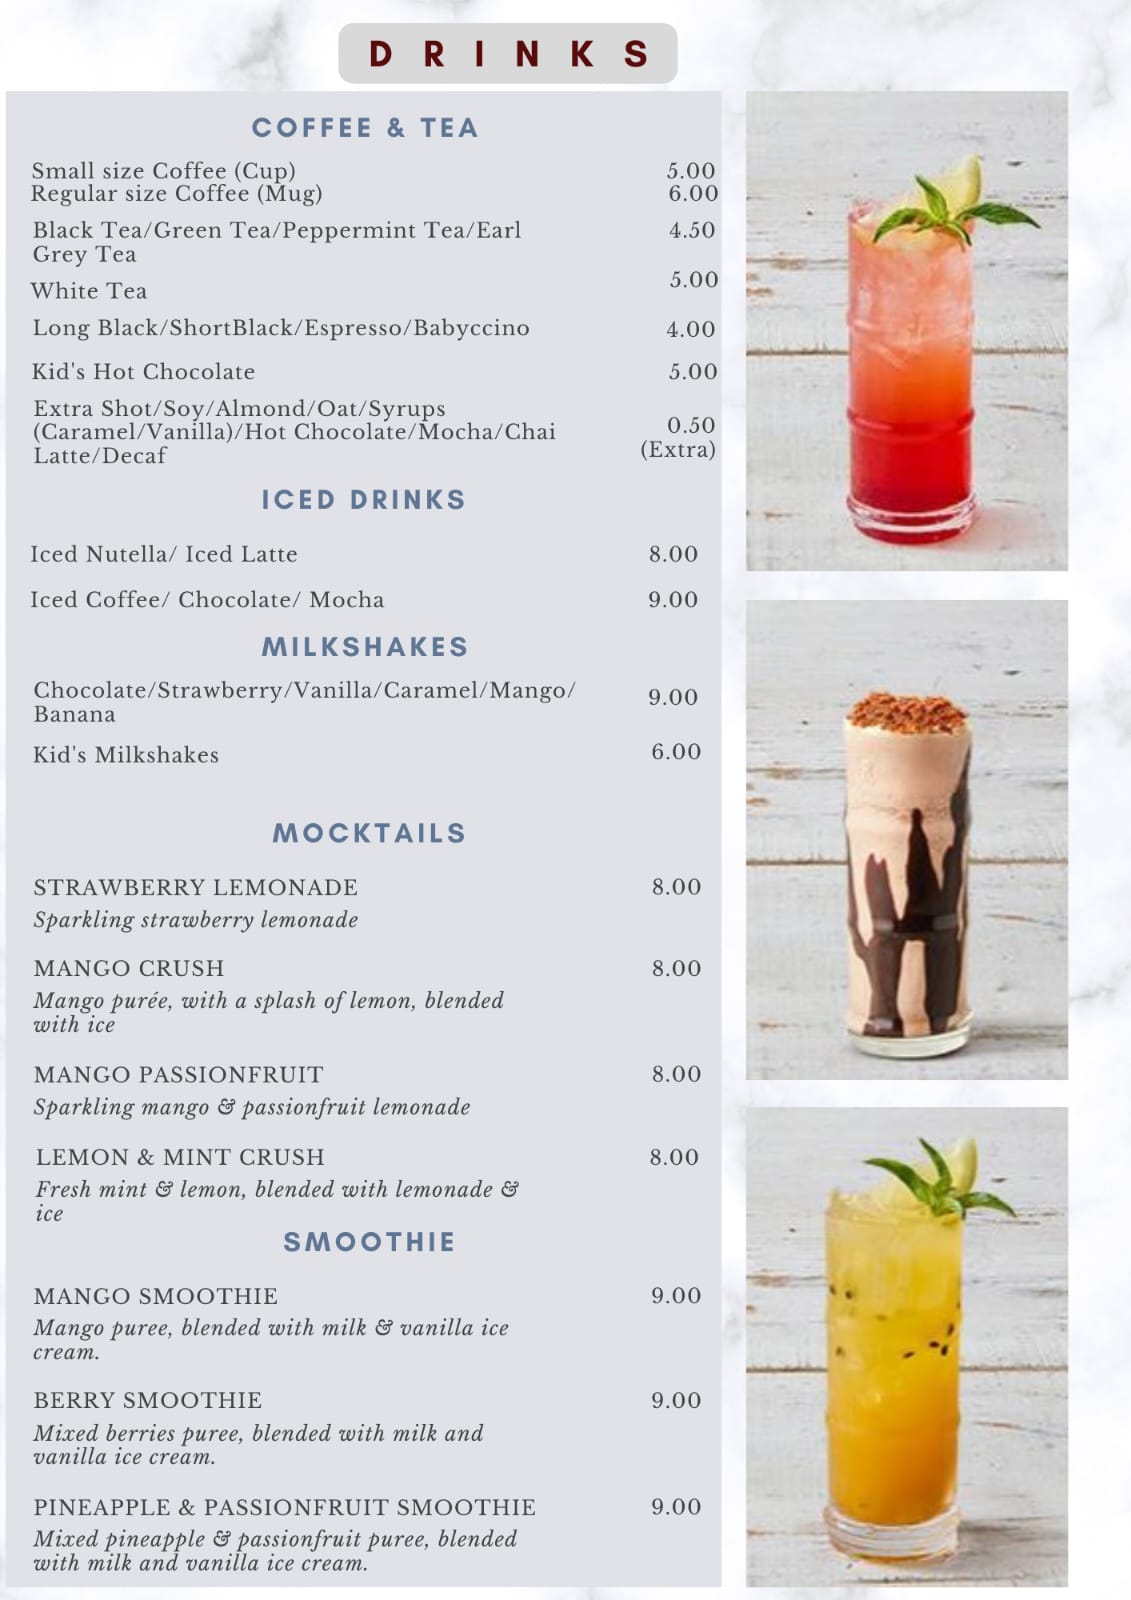 DRINKS
COFFEE & TEA
Small size Coffee (Cup) 5.00
Regular size Coffee (Mug) 6.00
Black Tea/Green Tea/Peppermint Tea/Earl 4.50
Grey Tea
White Tea 5.00
Long Black/ShortBlack/Espresso/Babyccino 4.00
Kid's Hot Chocolate 5.00
Extra Shot/Soy/Almond/Oat/Syrups
(Caramel/Vanilla)/Hot Chocolate/Mocha/Chai 0.50
Latte/Decaf (Extra)
ICED DRINKS
Iced Nutella/ Iced Latte 8.00
Iced Coffee/ Chocolate/ Mocha 9.00
MILKSHAKES
Chocolate/Strawberry/Vanilla/Caramel/Mango/ 9.00
Banana
Kid's Milkshakes 6.00
MOCKTAILS
STRAWBERRY LEMONADE 8.00
Sparkling strawberry lemonade
MANGO CRUSH 8.00
Mango purée, with a splash of lemon, blended
with ice
MANGO PASSIONFRUIT 8.00
Sparkling mango & passionfruit lemonade
LEMON & MINT CRUSH 8.00
Fresh mint & lemon, blended with lemonade &
ice
SMOOTHIE
MANGO SMOOTHIE 9.00
Mango puree, blended with milk & vanilla ice
cream.
BERRY SMOOTHIE 9.00
Mixed berries puree, blended with milk and
vanilla ice cream.
PINEAPPLE & PASSIONFRUIT SMOOTHIE 9.00
Mixed pineapple & passionfruit puree, blended
with milk and vanilla ice cream.